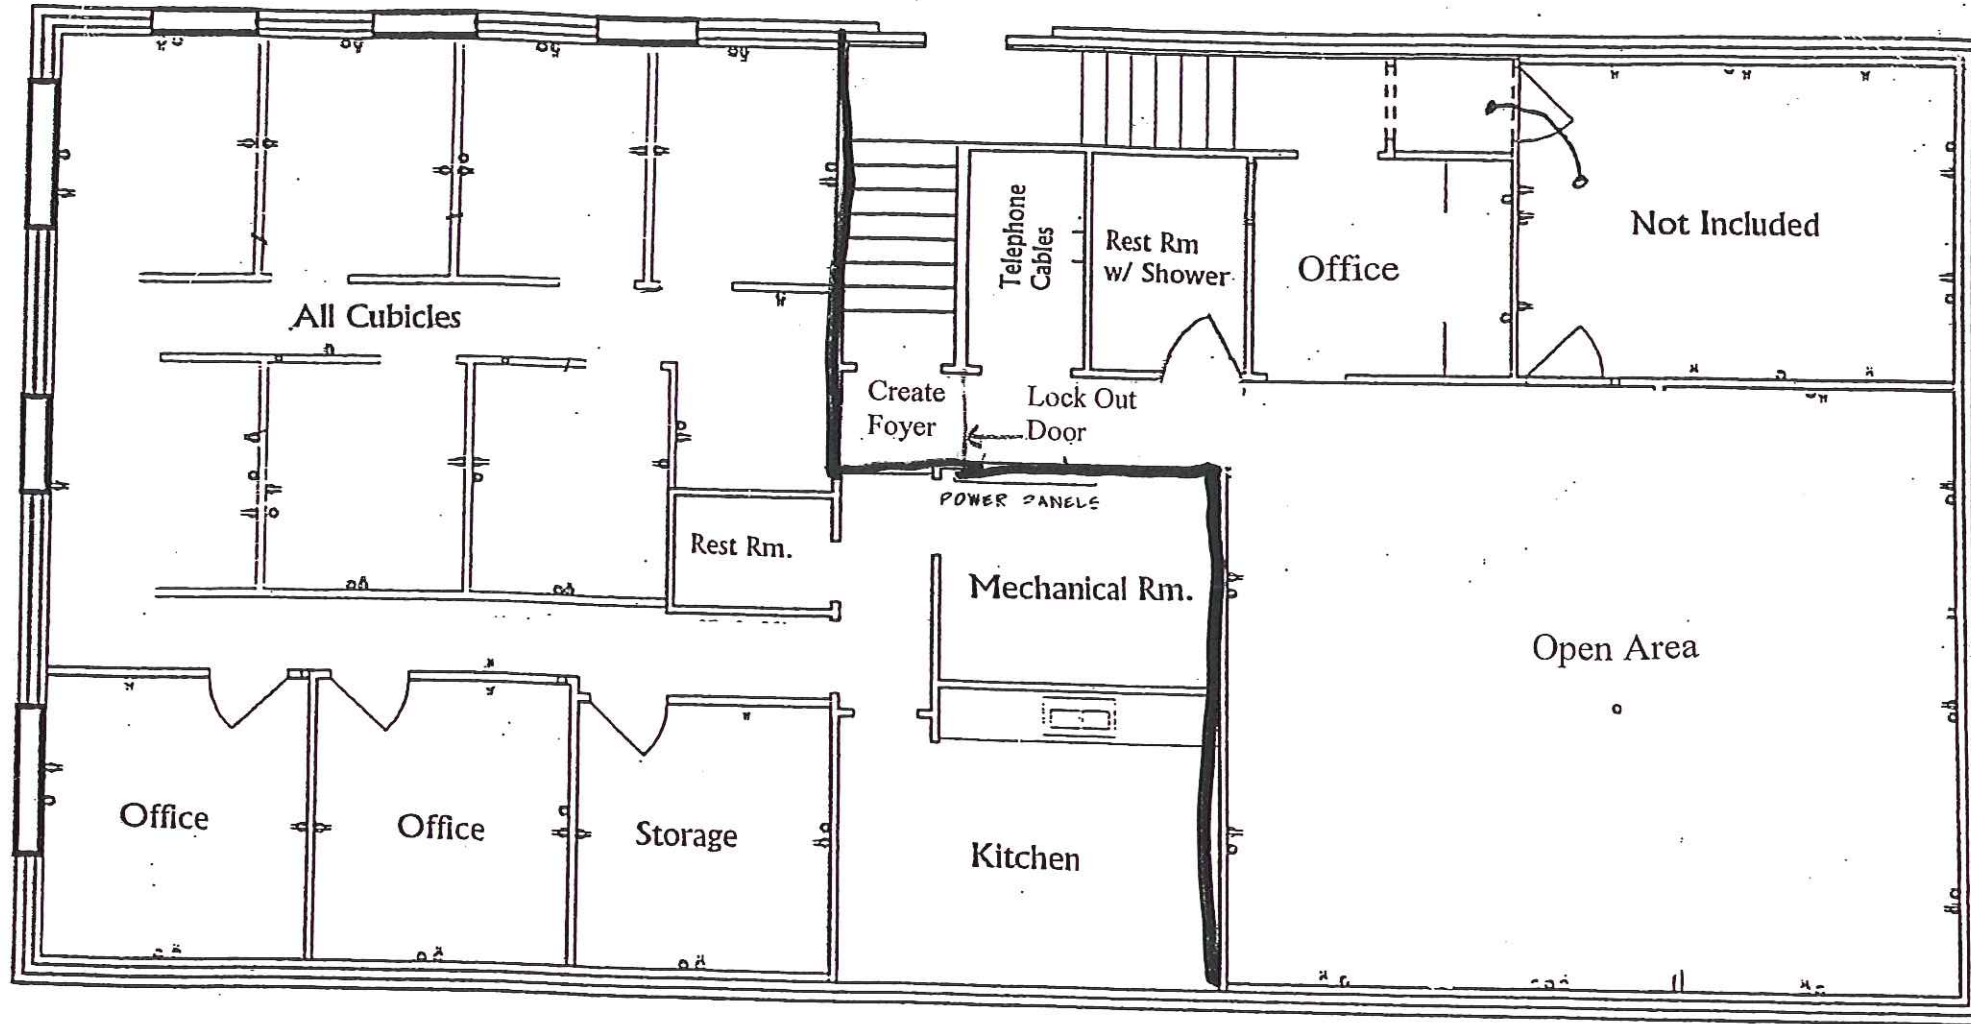 Not Included
Telephone
Cables
Rest Rm
w/ Shower
Office
All Cubicles
Create
Foyer
Lock Out
Door
POWER PANELS
Rest Rm.
Mechanical Rm.
Open Area
Office
Office
Storage
Kitchen